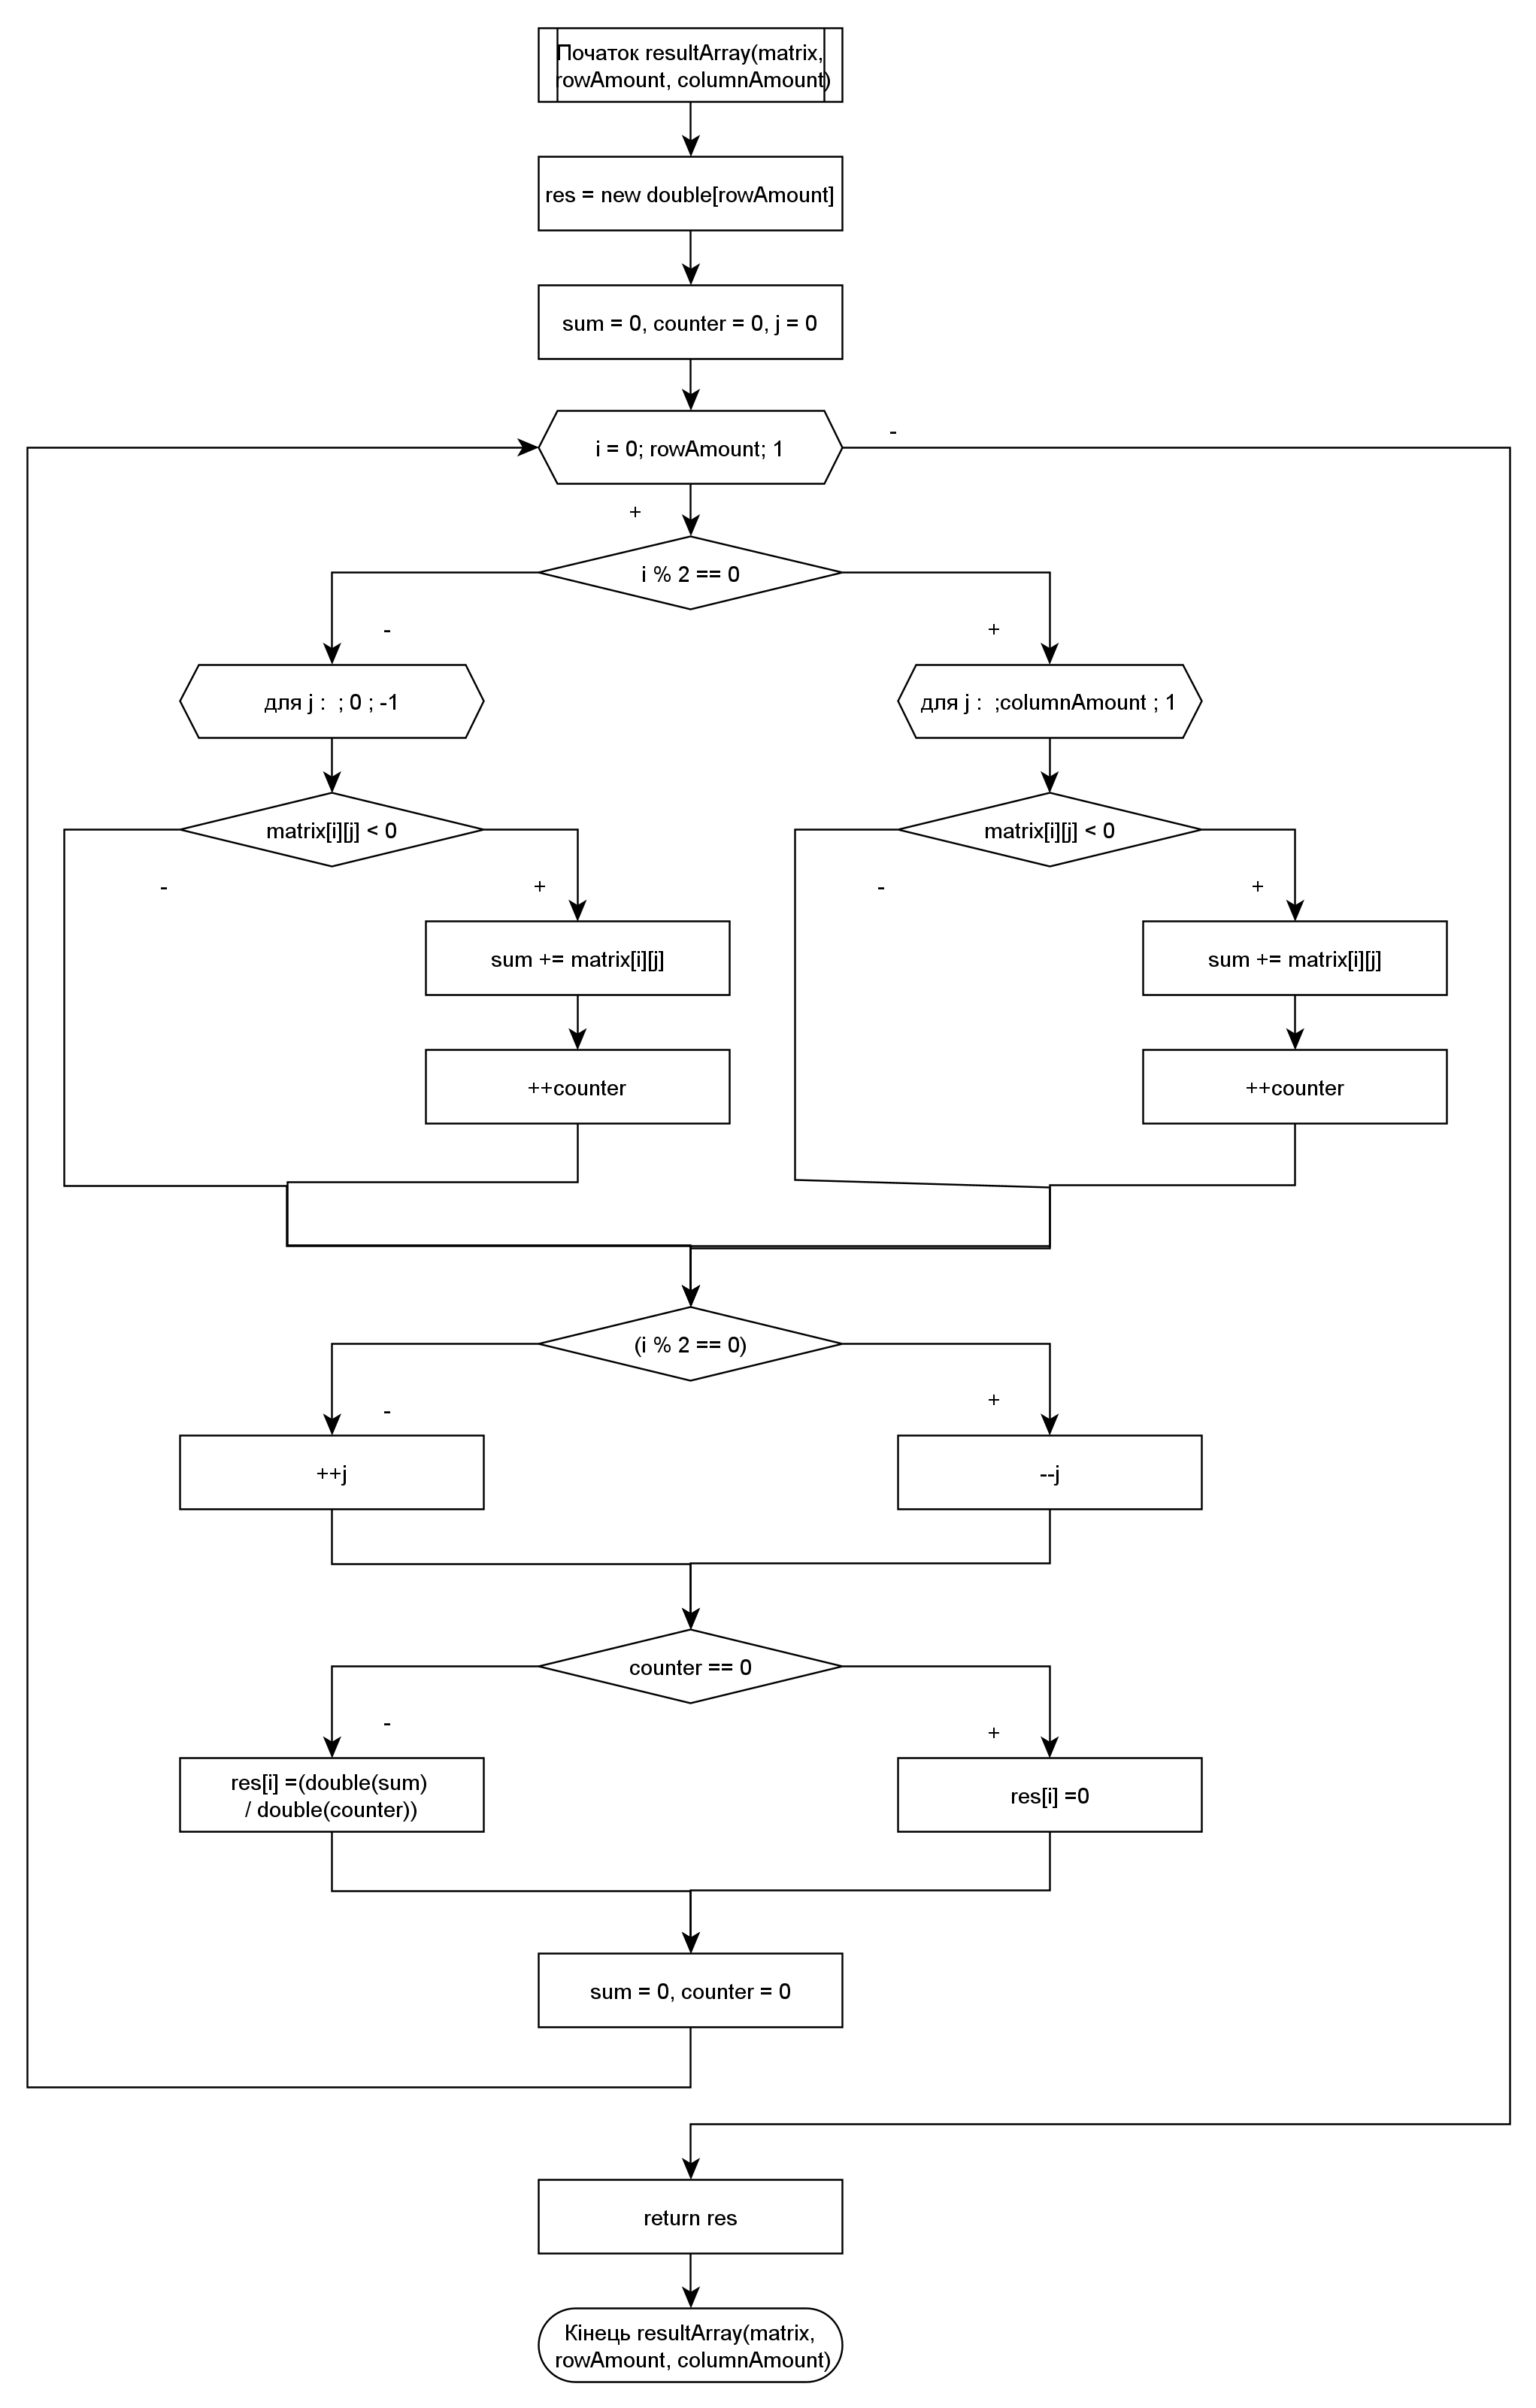 Початок resultArray(matrix,
rowAmount, columnAmount)
res = new double[rowAmount]
sum = 0, counter = 0, j = 0
i = 0; rowAmount; 1
-
+
i % 2 == 0
-
+
для j :  ; 0 ; -1
для j :  ;columnAmount ; 1
matrix[i][j] < 0
matrix[i][j] < 0
-
+
-
+
sum += matrix[i][j]
sum += matrix[i][j]
++counter
++counter
(i % 2 == 0)
-
+
++j
--j
counter == 0
-
+
res[i] =(double(sum)
/ double(counter))
res[i] =0
sum = 0, counter = 0
return res
Кінець resultArray(matrix,
rowAmount, columnAmount)